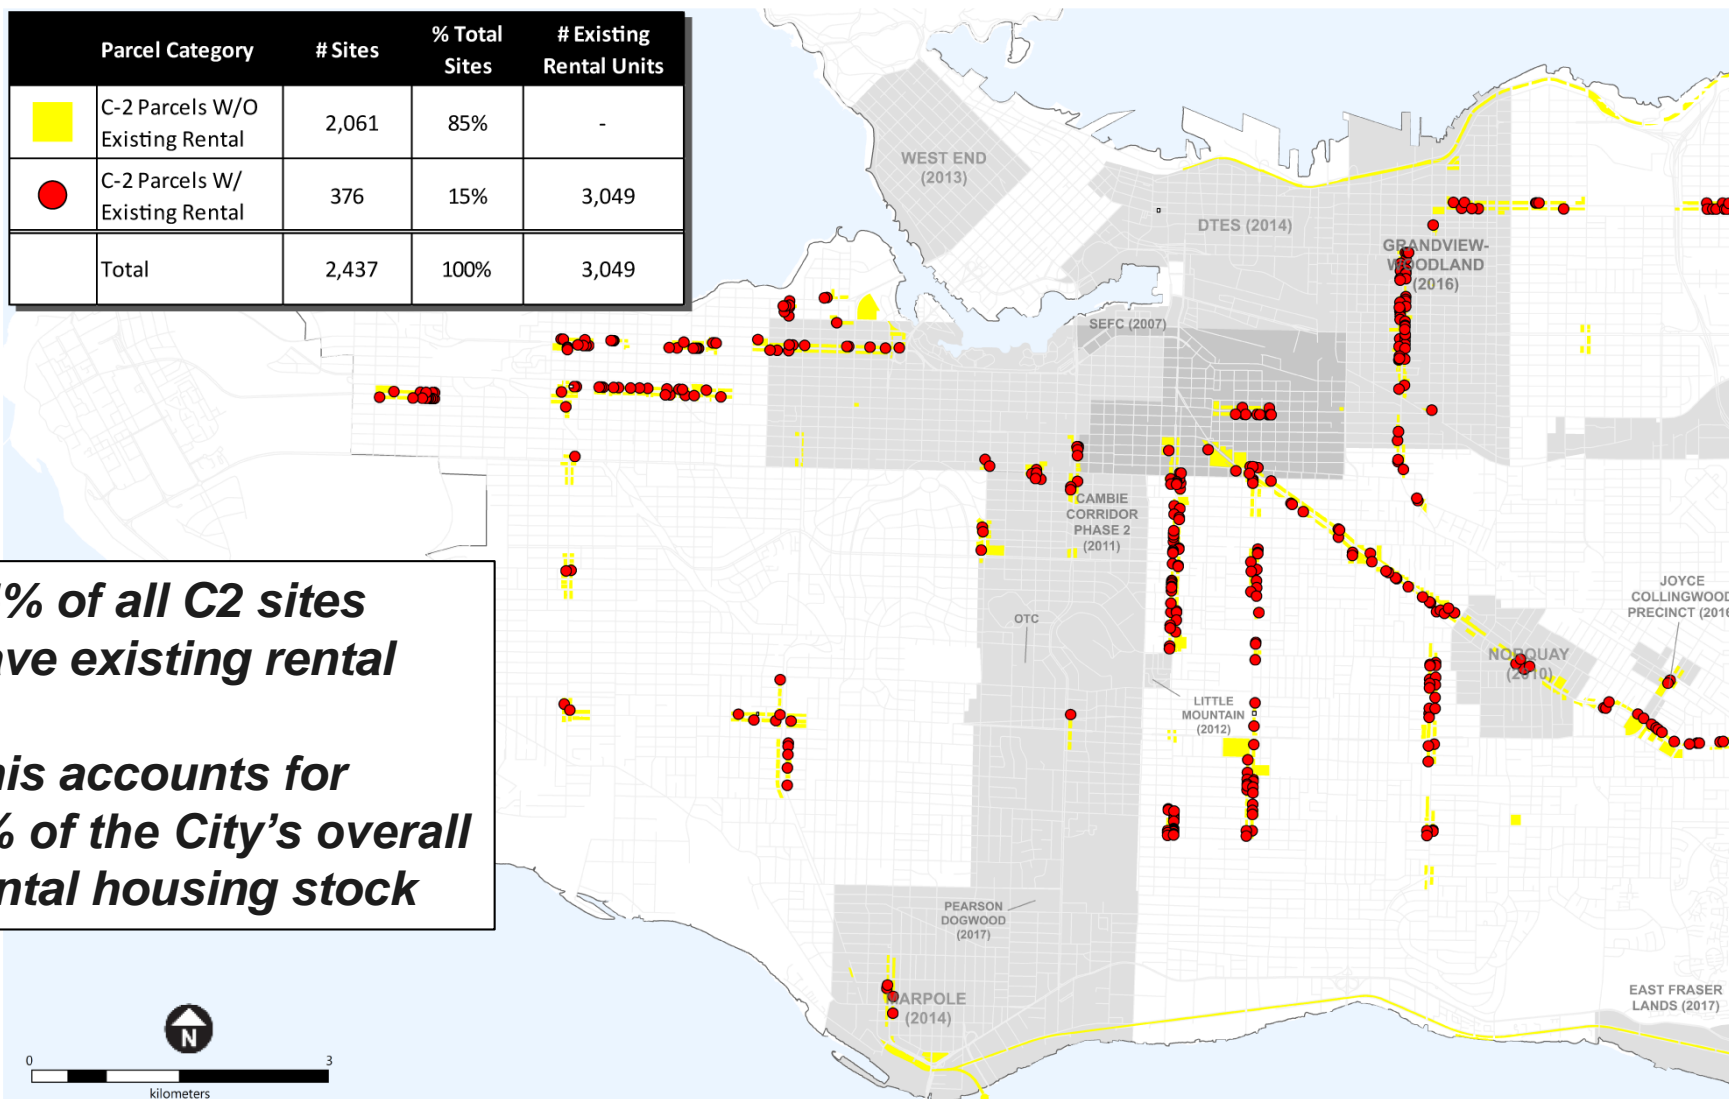 Parcel Category # Sites % Total Sites # Existing Rental Units
C-2 Parcels W/O Existing Rental 2,061 85% -
C-2 Parcels W/ Existing Rental 376 15% 3,049
Total 2,437 100% 3,049
WEST END
(2013)
DTES (2014)
GRANDVIEW-
WOODLAND
(2016)
SEFC (2007)
CAMBIE
CORRIDOR
PHASE 2
(2011)
JOYCE
COLLINGWOOD
PRECINCT (2016
OTC
NORQUAY
(2010)
LITTLE
MOUNTAIN
(2012)
% of all C2 sites
ave existing rental
his accounts for
% of the City's overall
ntal housing stock
PEARSON
DOGWOOD
(2017)
MARPOLE
(2014)
EAST FRASER
LANDS (2017)
N
0 3
kilometers